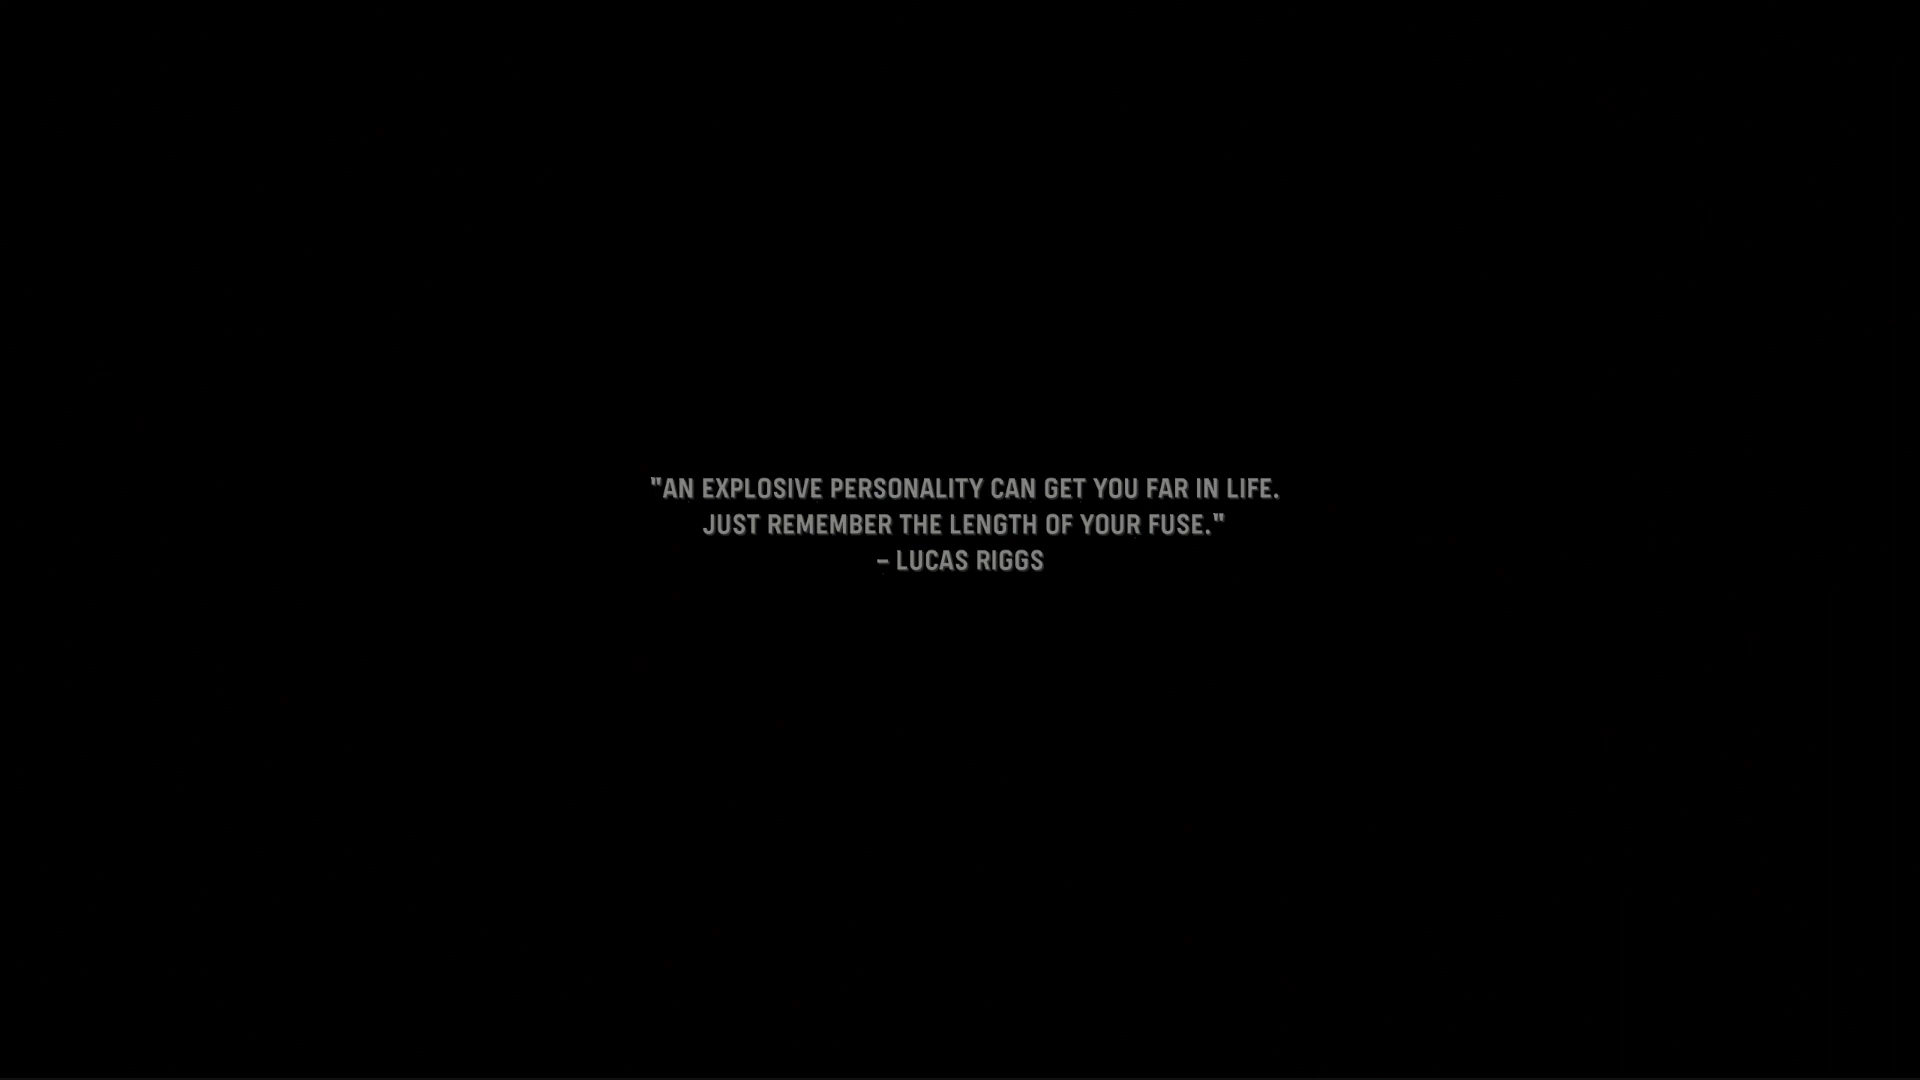 "AN EXPLOSIVE PERSONALITY CAN GET YOU FAR IN LIFE.
JUST REMEMBER THE LENGTH OF YOUR FUSE."
– LUCAS RIGGS